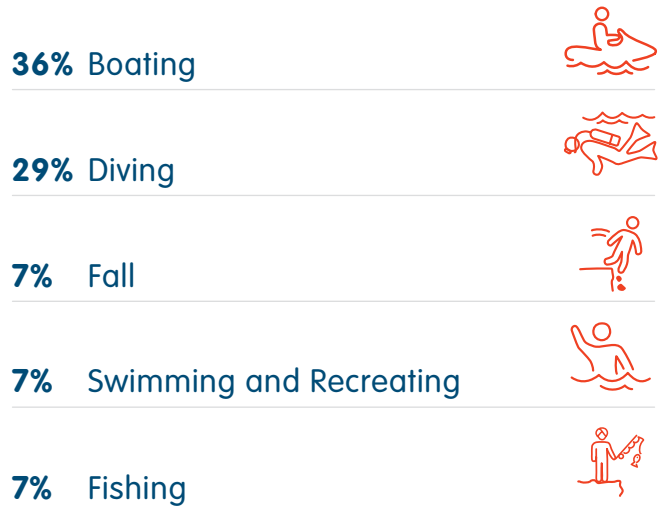 36% Boating
29% Diving
7% Fall
7% Swimming and Recreating
7% Fishing